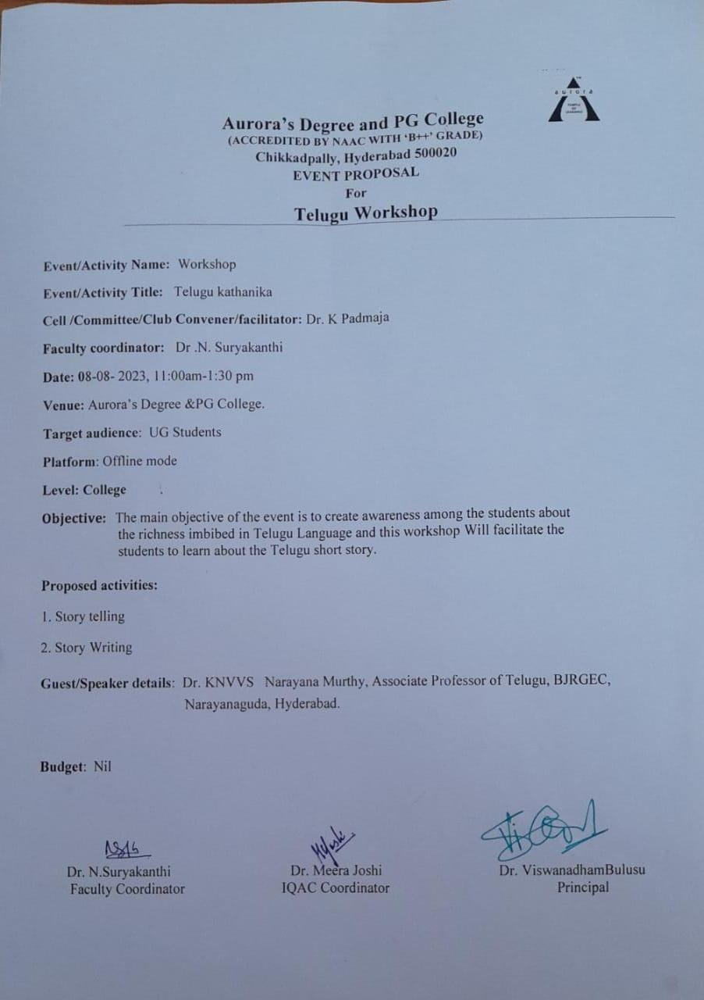 aurora
TEMPLE
OF
LEARNING
Aurora's Degree and PG College
(ACCREDITED BY NAAC WITH ‘B++’ GRADE)
Chikkadpally, Hyderabad 500020
EVENT PROPOSAL
For
Telugu Workshop
Event/Activity Name: Workshop
Event/Activity Title: Telugu kathanika
Cell /Committee/Club Convener/facilitator: Dr. K Padmaja
Faculty coordinator: Dr .N. Suryakanthi
Date: 08-08- 2023, 11:00am-1:30 pm
Venue: Aurora's Degree &PG College.
Target audience: UG Students
Platform: Offline mode
Level: College
Objective: The main objective of the event is to create awareness among the students about
the richness imbibed in Telugu Language and this workshop Will facilitate the
students to learn about the Telugu short story.
Proposed activities:
1. Story telling
2. Story Writing
Guest/Speaker details: Dr. KNVVS Narayana Murthy, Associate Professor of Telugu, BJRGEC,
Narayanaguda, Hyderabad.
Budget: Nil
Dr. N.Suryakanthi Dr. Meera Joshi Dr. ViswanadhamBulusu
Faculty Coordinator IQAC Coordinator Principal